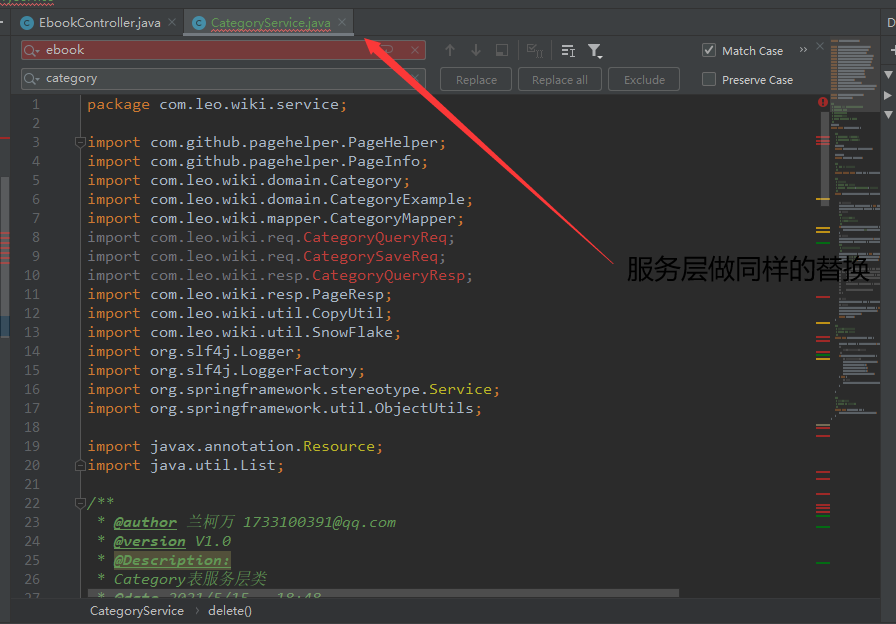 EbookController.java
CategoryService.java
ebook
Match Case
category
Replace
Replace all
Exclude
Preserve Case
1 package com.leo.wiki.service;
2
3 import com.github.pagehelper.PageHelper;
4 import com.github.pagehelper.PageInfo;
5 import com.leo.wiki.domain.Category;
6 import com.leo.wiki.domain.CategoryExample;
7 import com.leo.wiki.mapper.CategoryMapper;
8 import com.leo.wiki.req.CategoryQueryReq;
9 import com.leo.wiki.req.CategorySaveReq;
10 import com.leo.wiki.resp.CategoryQueryResp;
11 import com.leo.wiki.resp.PageResp;
12 import com.leo.wiki.util.CopyUtil;
13 import com.leo.wiki.util.SnowFlake;
14 import org.slf4j.Logger;
15 import org.slf4j.LoggerFactory;
16 import org.springframework.stereotype.Service;
17 import org.springframework.util.ObjectUtils;
18
19 import javax.annotation.Resource;
20 import java.util.List;
21
22 /**
23 * @author 兰柯万 1733100391@qq.com
24 * @version V1.0
25 * @Description:
26 * Category表服务层类
27 * @date 2021/5/15 18:48
服务层做同样的替换
CategoryService › delete()